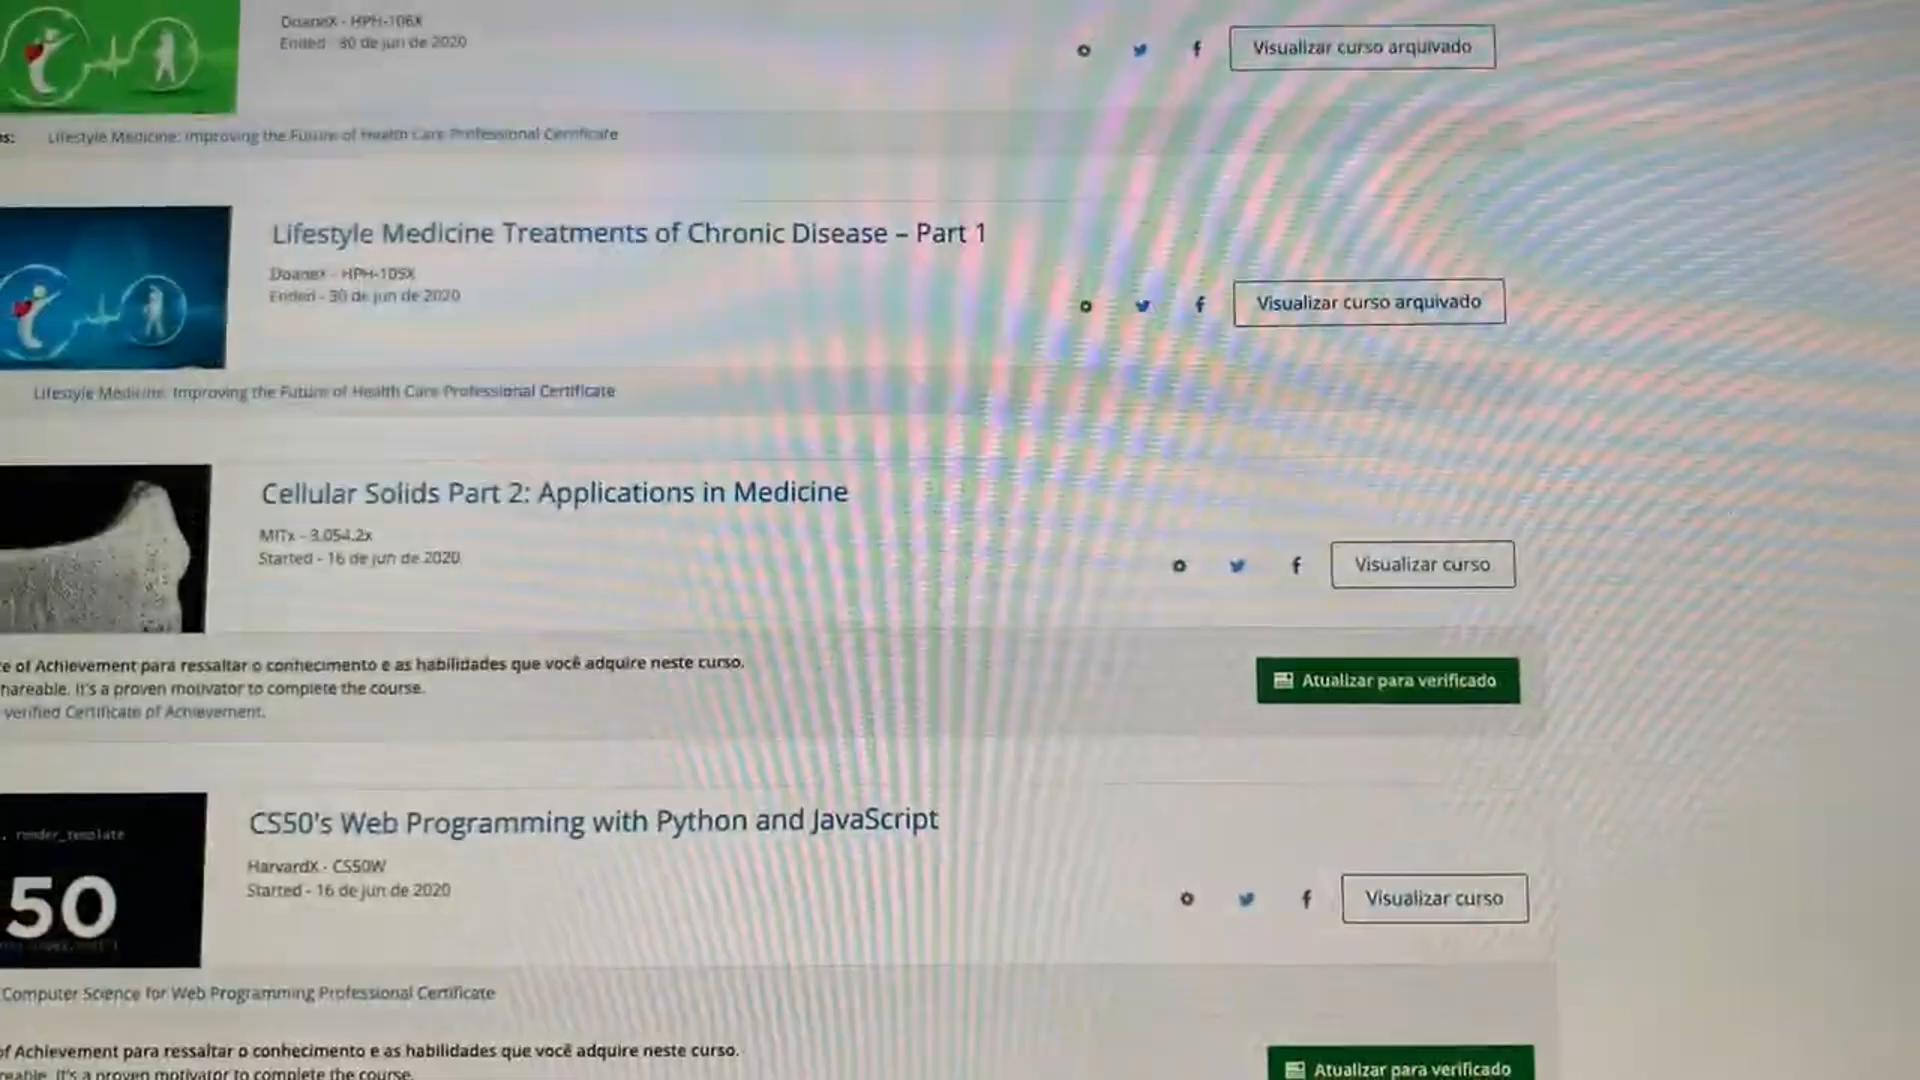 DoaneX - HPH-106X
Ended - 30 de jun de 2020
Visualizar curso arquivado
Lifestyle Medicine: Improving the Future of Health Care Professional Certificate
Lifestyle Medicine Treatments of Chronic Disease – Part 1
DoaneX - HPH-105X
Ended - 30 de jun de 2020
Visualizar curso arquivado
Lifestyle Medicine: Improving the Future of Health Care Professional Certificate
Cellular Solids Part 2: Applications in Medicine
MITx - 3.054.2x
Started - 16 de jun de 2020
Visualizar curso
of Achievement para ressaltar o conhecimento e as habilidades que você adquire neste curso.
hareable. It's a proven motivator to complete the course.
Atualizar para verificado
verified Certificate of Achievement.
render_template
CS50's Web Programming with Python and JavaScript
50
HarvardX - CS50W
Started - 16 de jun de 2020
Visualizar curso
Computer Science for Web Programming Professional Certificate
of Achievement para ressaltar o conhecimento e as habilidades que você adquire neste curso.
reable. It's a proven motivator to complete the course.
Atualizar para verificado